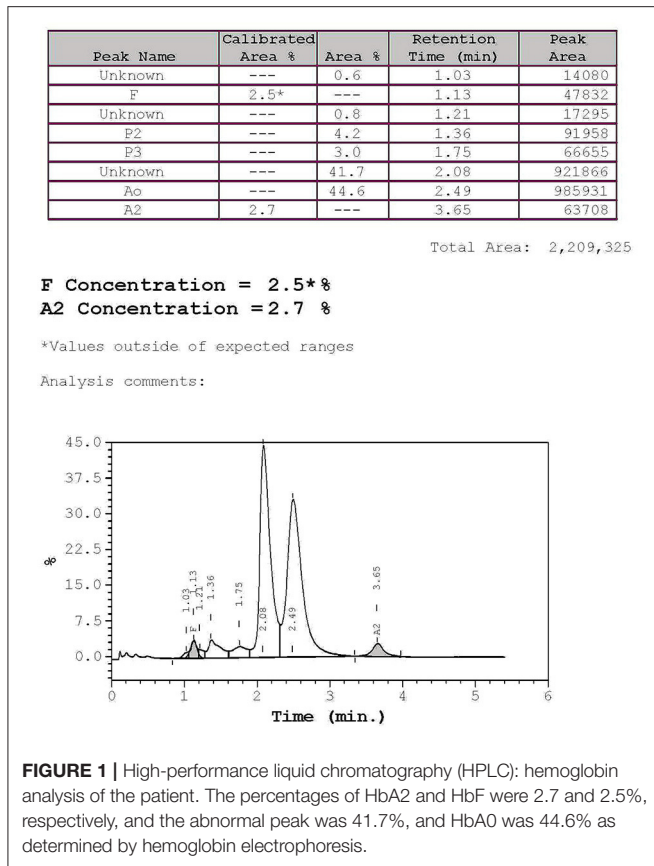 Peak Name Calibrated Area % Area % Retention Time (min) Peak Area
Unknown --- 0.6 1.03 14080
F 2.5* --- 1.13 47832
Unknown --- 0.8 1.21 17295
P2 --- 4.2 1.36 91958
P3 --- 3.0 1.75 66655
Unknown --- 41.7 2.08 921866
Ao --- 44.6 2.49 985931
A2 2.7 --- 3.65 63708
Total Area: 2,209,325
F Concentration = 2.5*%
A2 Concentration =2.7 %
*Values outside of expected ranges
Analysis comments:
45.0
37.5
30.0
22.5
15.0
7.5
0.0
%
1.03
F
1.13
1.21
1.36
1.75
2.08
2.49
A2
3.65
0 1 2 3 4 5 6
Time (min.)
FIGURE 1 | High-performance liquid chromatography (HPLC): hemoglobin
analysis of the patient. The percentages of HbA2 and HbF were 2.7 and 2.5%,
respectively, and the abnormal peak was 41.7%, and HbA0 was 44.6% as
determined by hemoglobin electrophoresis.